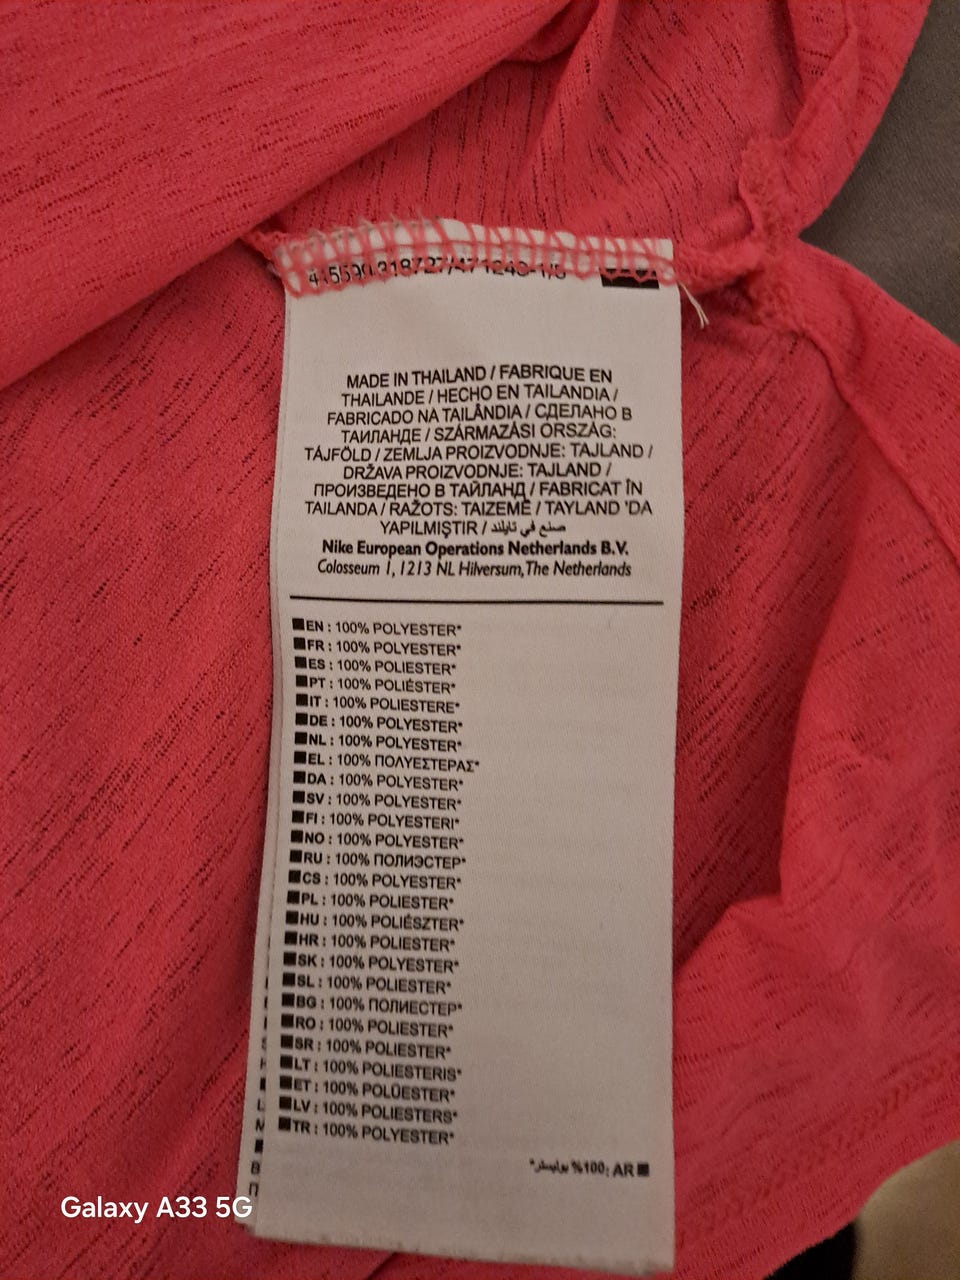 MADE IN THAILAND / FABRIQUE EN
THAILANDE / HECHO EN TAILANDIA /
FABRICADO NA TAILÂNDIA / СДЕЛАНО В
ТАИЛАНДЕ / SZÁRMAZÁSI ORSZÁG:
TÁJFÖLD / ZEMLJA PROIZVODNJE: TAJLAND /
DRŽAVA PROIZVODNJE: TAJLAND /
ПРОИЗВЕДЕНО В ТАЙЛАНД / FABRICAT ÎN
TAILANDA / RAŽOTS: TAIZEMĒ / TAYLAND 'DA
YAPILMIŞTIR / صنع في تايلند
Nike European Operations Netherlands B.V.
Colosseum 1, 1213 NL Hilversum, The Netherlands
EN : 100% POLYESTER*
FR : 100% POLYESTER*
ES : 100% POLIESTER*
PT : 100% POLIÉSTER*
IT : 100% POLIESTERE*
DE : 100% POLYESTER*
NL : 100% POLYESTER*
EL : 100% ΠΟΛΥΕΣΤΕΡΑΣ*
DA : 100% POLYESTER*
SV : 100% POLYESTER*
FI : 100% POLYESTERI*
NO : 100% POLYESTER*
RU : 100% ПОЛИЭСТЕР*
CS : 100% POLYESTER*
PL : 100% POLIESTER*
HU : 100% POLIÉSZTER*
HR : 100% POLIESTER*
SK : 100% POLYESTER*
SL : 100% POLIESTER*
BG : 100% ПОЛИЕСТЕР*
RO : 100% POLIESTER*
SR : 100% POLIESTER*
LT : 100% POLIESTERIS*
ET : 100% POLÜESTER*
LV : 100% POLIESTERS*
TR : 100% POLYESTER*
AR :100% بوليستر*
Galaxy A33 5G